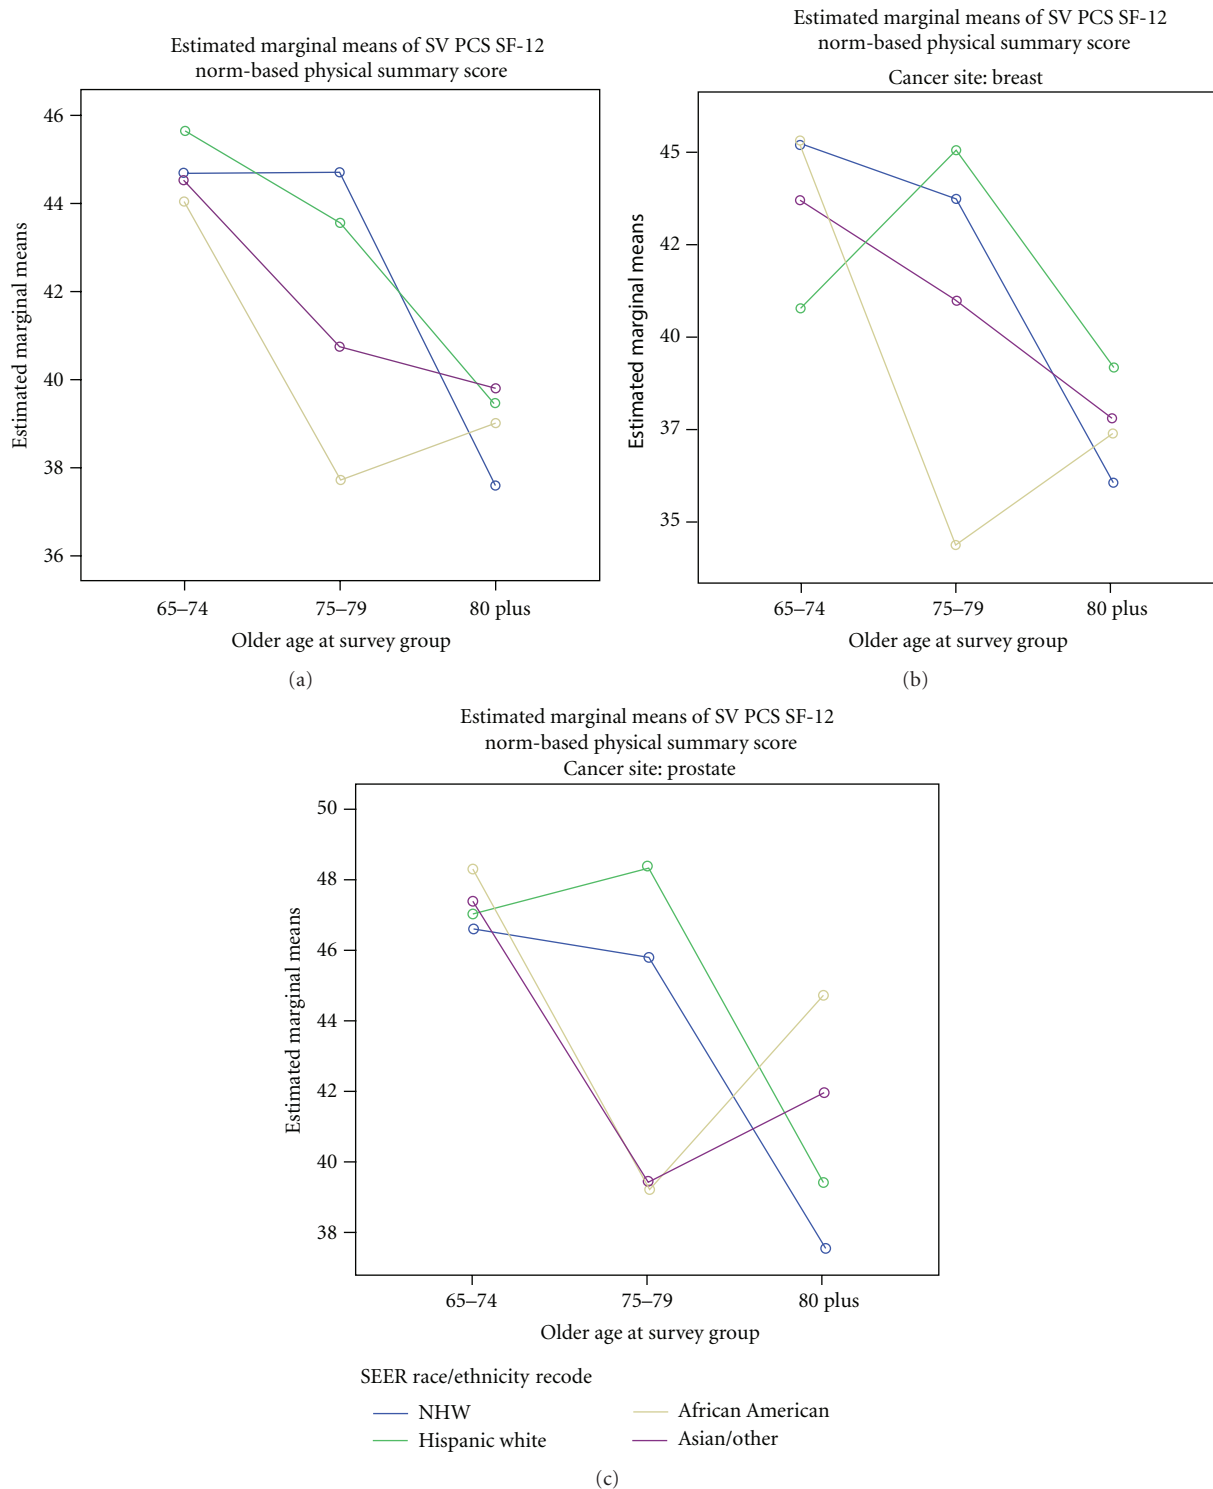 Estimated marginal means of SV PCS SF-12
norm-based physical summary score
46
44
42
40
38
36
Estimated marginal means
65–74
75–79
80 plus
Older age at survey group
(a)
Estimated marginal means of SV PCS SF-12
norm-based physical summary score
Cancer site: breast
45
42
40
37
35
Estimated marginal means
65–74
75–79
80 plus
Older age at survey group
(b)
Estimated marginal means of SV PCS SF-12
norm-based physical summary score
Cancer site: prostate
50
48
46
44
42
40
38
Estimated marginal means
65–74
75–79
80 plus
Older age at survey group
SEER race/ethnicity recode
NHW
Hispanic white
African American
Asian/other
(c)